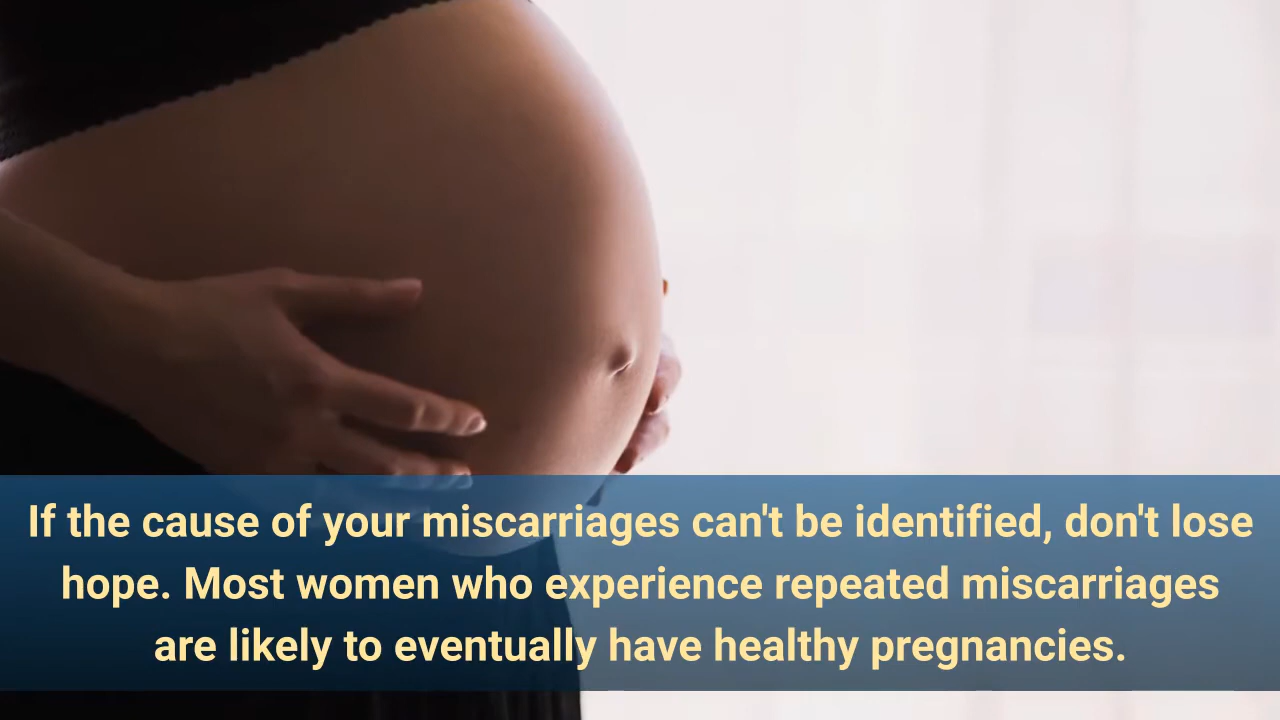 If the cause of your miscarriages can't be identified, don't lose
hope. Most women who experience repeated miscarriages
are likely to eventually have healthy pregnancies.